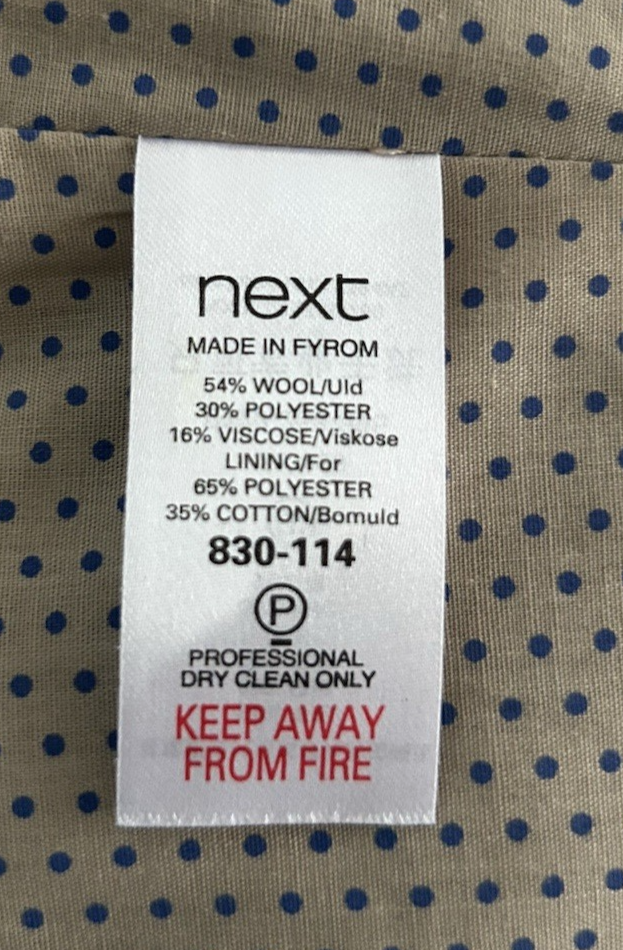 next
MADE IN FYROM
54% WOOL/Uld
30% POLYESTER
16% VISCOSE/Viskose
LINING/For
65% POLYESTER
35% COTTON/Bomuld
830-114
P
PROFESSIONAL
DRY CLEAN ONLY
KEEP AWAY
FROM FIRE